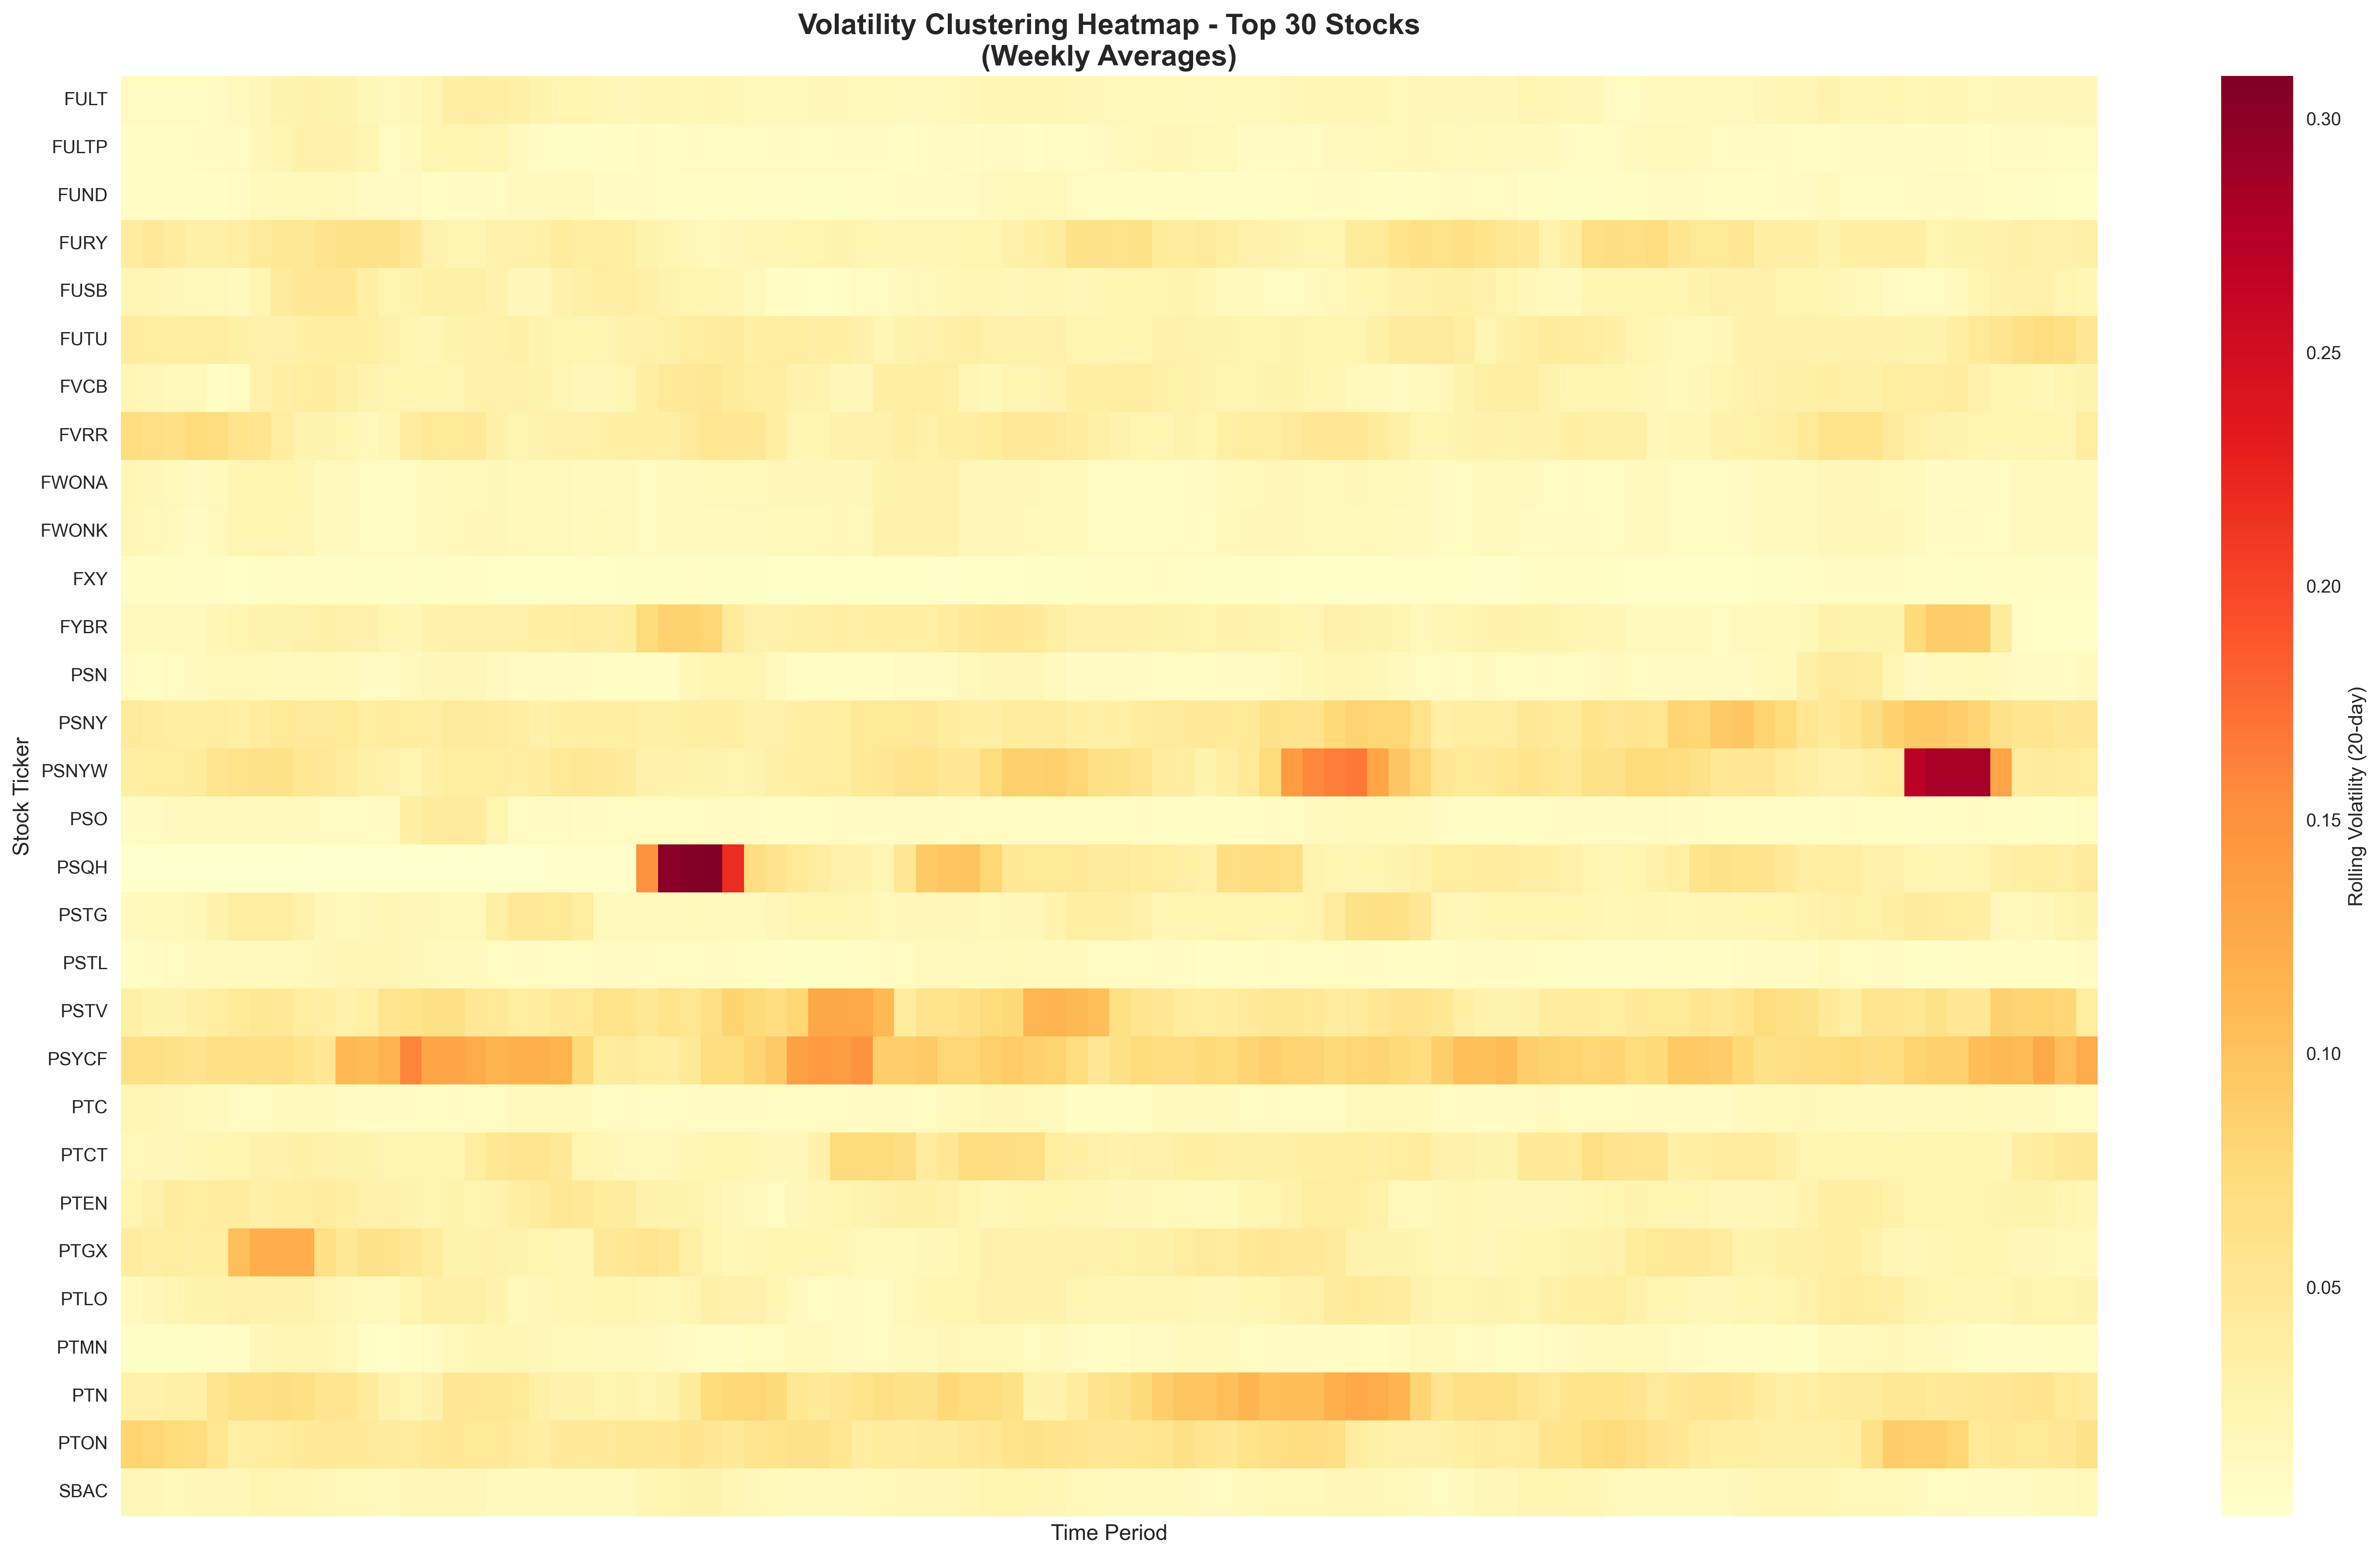 Volatility Clustering Heatmap - Top 30 Stocks
(Weekly Averages)
Stock Ticker
FULT
FULTP
FUND
FURY
FUSB
FUTU
FVCB
FVRR
FWONA
FWONK
FXY
FYBR
PSN
PSNY
PSNYW
PSO
PSQH
PSTG
PSTL
PSTV
PSYCF
PTC
PTCT
PTEN
PTGX
PTLO
PTMN
PTN
PTON
SBAC
Time Period
0.30
0.25
0.20
0.15
0.10
0.05
Rolling Volatility (20-day)